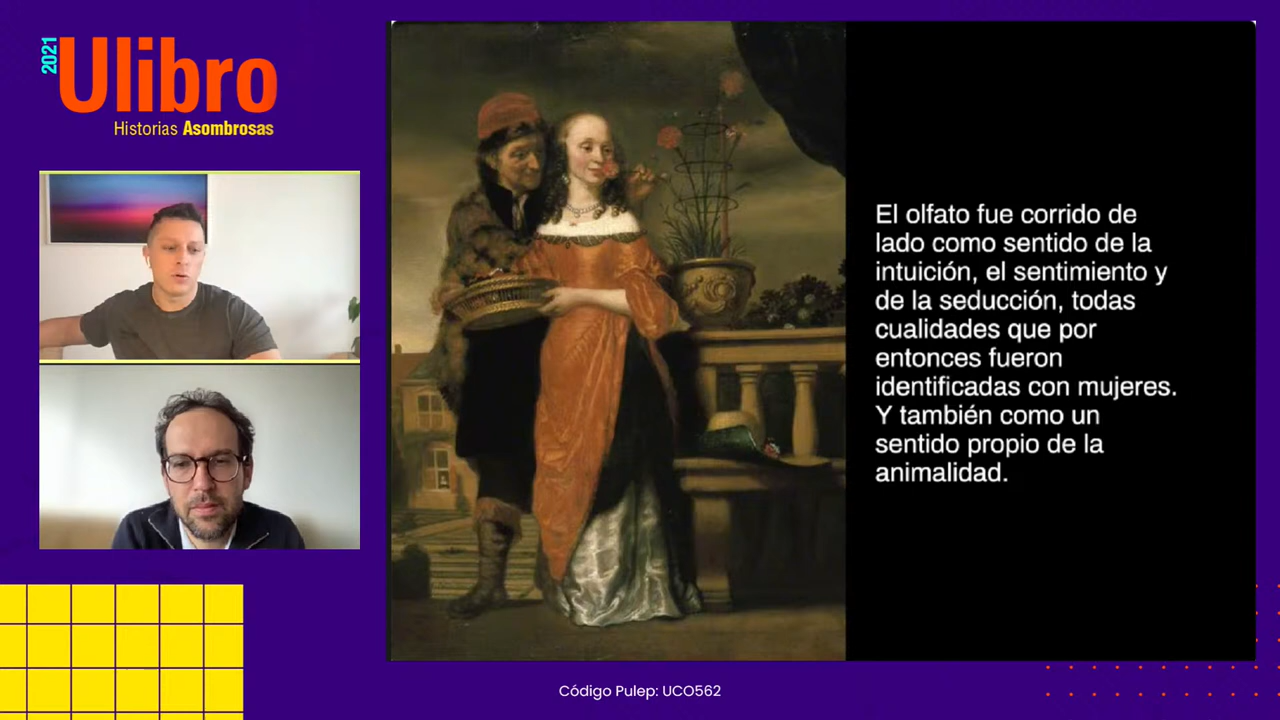 2021
Ulibro
Historias Asombrosas
El olfato fue corrido de
lado como sentido de la
intuición, el sentimiento y
de la seducción, todas
cualidades que por
entonces fueron
identificadas con mujeres.
Y también como un
sentido propio de la
animalidad.
Código Pulep: UCO562